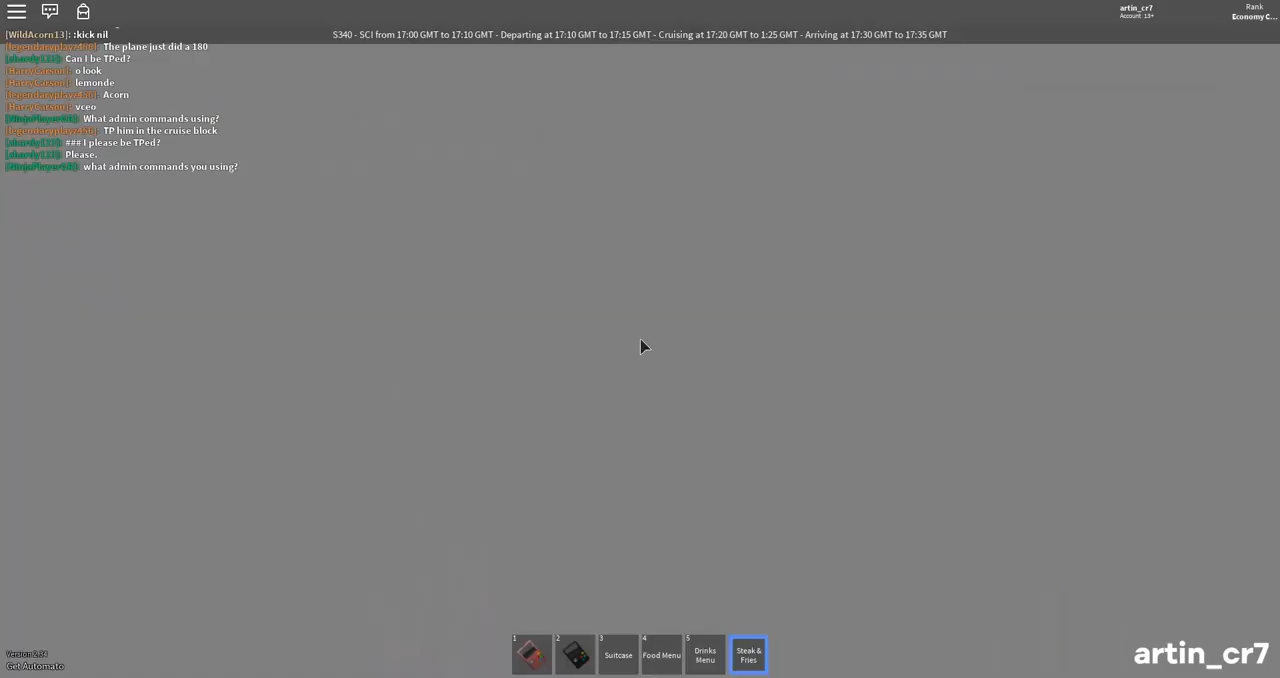 artin_cr7
Account: 13+
Rank
Economy C...
S340 - SCI from 17:00 GMT to 17:10 GMT - Departing at 17:10 GMT to 17:15 GMT - Cruising at 17:20 GMT to 1:25 GMT - Arriving at 17:30 GMT to 17:35 GMT
[WildAcorn13]: :kick nil
The plane just did a 180
Can I be TPed?
[HarryCarson]: o look
[HarryCarson]: lemonde
Acorn
[HarryCarson]: vceo
What admin commands using?
TP him in the cruise block
### I please be TPed?
Please.
what admin commands you using?
Get Automato
1
2
3
Suitcase
4
Food Menu
5
Drinks
Menu
Steak &
Fries
artin_cr7